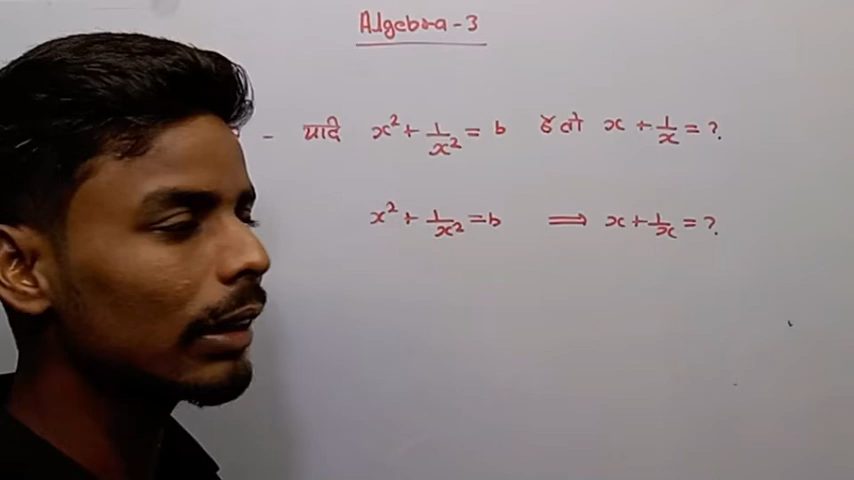 Algebra-3
- यदि x² + 1/x² = b है तो x + 1/x = ?
x² + 1/x² = b ⟹ x + 1/x = ?